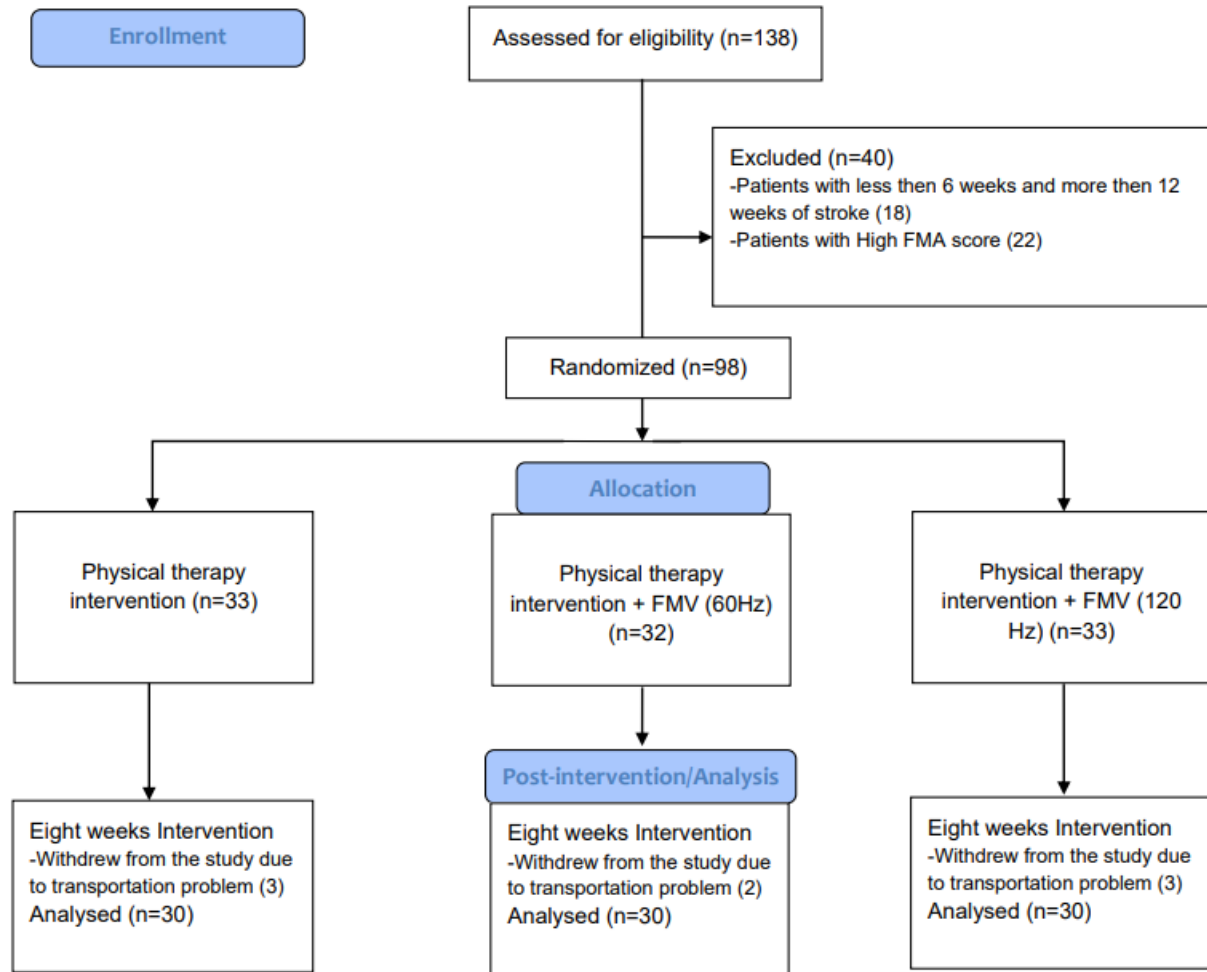 Enrollment
Assessed for eligibility (n=138)
Excluded (n=40)
-Patients with less then 6 weeks and more then 12
weeks of stroke (18)
-Patients with High FMA score (22)
Randomized (n=98)
Allocation
Physical therapy
intervention (n=33)
Physical therapy
intervention + FMV (60Hz)
(n=32)
Physical therapy
intervention + FMV (120
Hz) (n=33)
Post-intervention/Analysis
Eight weeks Intervention
-Withdrew from the study due
to transportation problem (3)
Analysed (n=30)
Eight weeks Intervention
-Withdrew from the study due
to transportation problem (2)
Analysed (n=30)
Eight weeks Intervention
-Withdrew from the study due
to transportation problem (3)
Analysed (n=30)